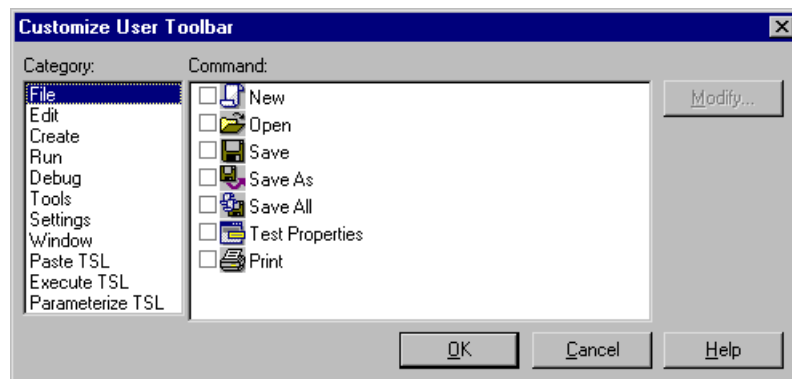 Customize User Toolbar
Category:
Command:
File
Edit
Create
Run
Debug
Tools
Settings
Window
Paste TSL
Execute TSL
Parameterize TSL
New
Open
Save
Save As
Save All
Test Properties
Print
Modify...
OK
Cancel
Help